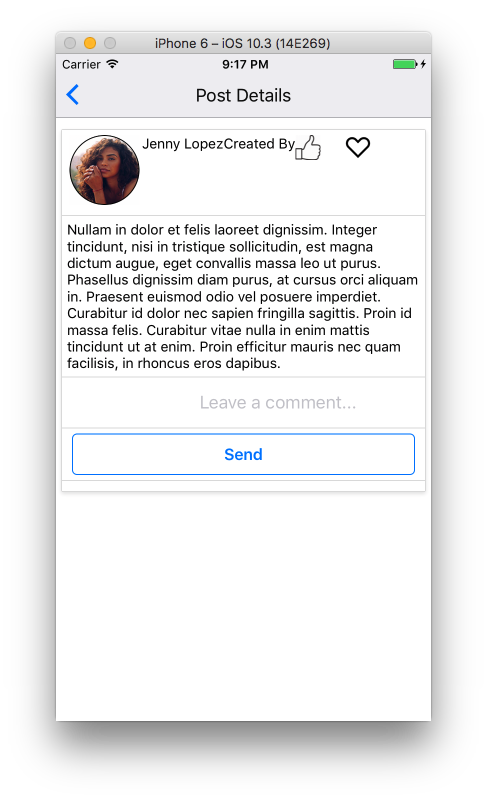 iPhone 6 – iOS 10.3 (14E269)
Carrier 9:17 PM
Post Details
Jenny LopezCreated By
Nullam in dolor et felis laoreet dignissim. Integer
tincidunt, nisi in tristique sollicitudin, est magna
dictum augue, eget convallis massa leo ut purus.
Phasellus dignissim diam purus, at cursus orci aliquam
in. Praesent euismod odio vel posuere imperdiet.
Curabitur id dolor nec sapien fringilla sagittis. Proin id
massa felis. Curabitur vitae nulla in enim mattis
tincidunt ut at enim. Proin efficitur mauris nec quam
facilisis, in rhoncus eros dapibus.
Leave a comment...
Send